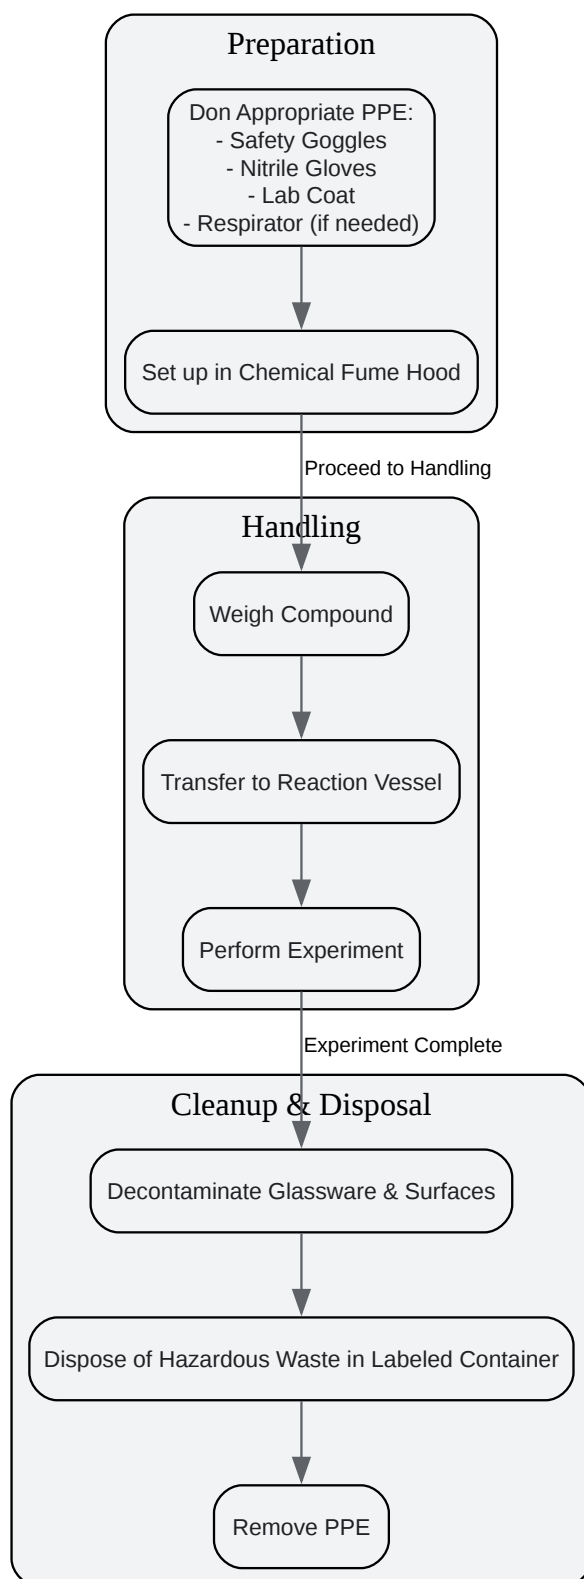 Preparation
Don Appropriate PPE:
- Safety Goggles
- Nitrile Gloves
- Lab Coat
- Respirator (if needed)
Set up in Chemical Fume Hood
Proceed to Handling
Handling
Weigh Compound
Transfer to Reaction Vessel
Perform Experiment
Experiment Complete
Cleanup & Disposal
Decontaminate Glassware & Surfaces
Dispose of Hazardous Waste in Labeled Container
Remove PPE